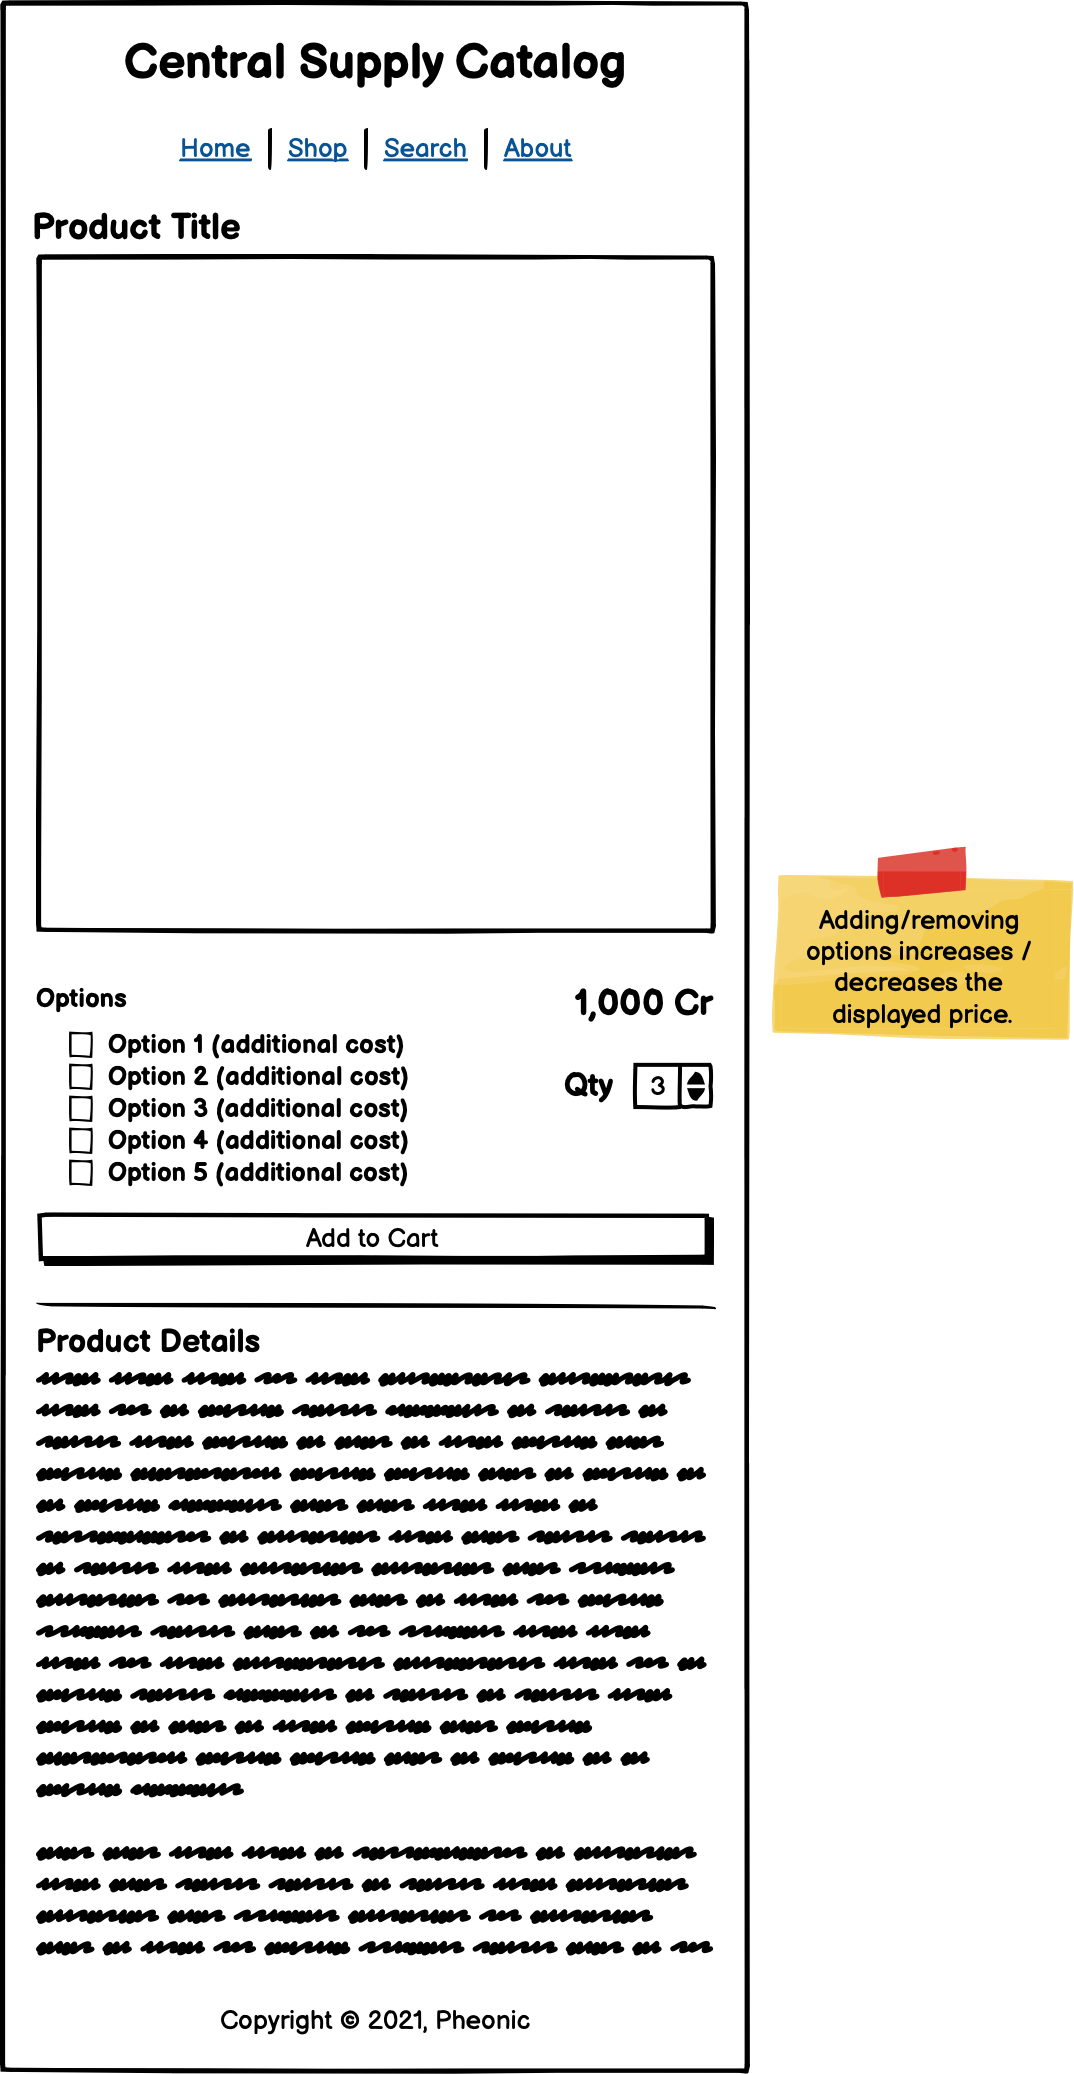 Central Supply Catalog
Home | Shop | Search | About
Product Title
Options
1,000 Cr
Option 1 (additional cost)
Option 2 (additional cost)
Option 3 (additional cost)
Option 4 (additional cost)
Option 5 (additional cost)
Qty 3
Add to Cart
Adding/removing
options increases /
decreases the
displayed price.
Product Details
Copyright © 2021, Pheonic